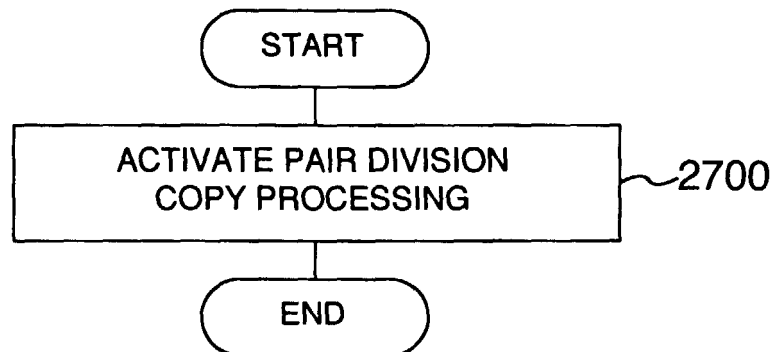 START
ACTIVATE PAIR DIVISION
COPY PROCESSING
2700
END